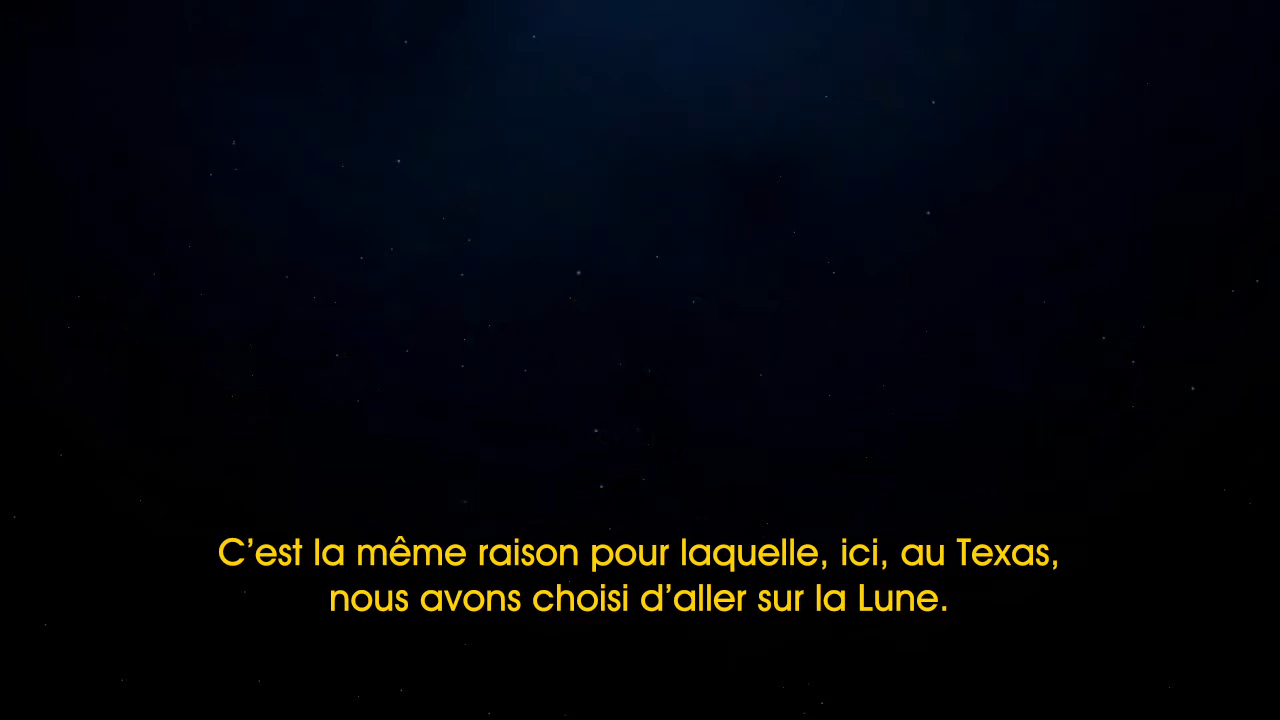 C’est la même raison pour laquelle, ici, au Texas,
nous avons choisi d’aller sur la Lune.